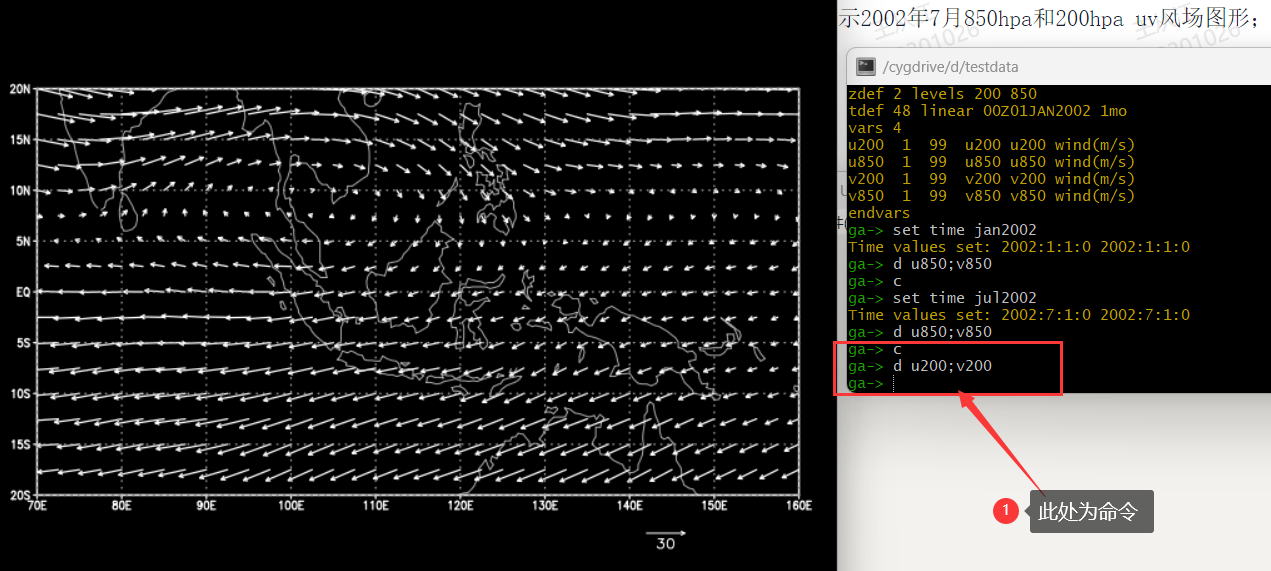 示2002年7月850hpa和200hpa uv风场图形；
/cygdrive/d/testdata
zdef 2 levels 200 850
tdef 48 linear 00Z01JAN2002 1mo
vars 4
u200 1 99 u200 u200 wind(m/s)
u850 1 99 u850 u850 wind(m/s)
v200 1 99 v200 v200 wind(m/s)
v850 1 99 v850 v850 wind(m/s)
endvars
ga-> set time jan2002
Time values set: 2002:1:1:0 2002:1:1:0
ga-> d u850;v850
ga-> c
ga-> set time jul2002
Time values set: 2002:7:1:0 2002:7:1:0
ga-> d u850;v850
ga-> c
ga-> d u200;v200
ga->
1 此处为命令
20N
15N
10N
5N
EQ
5S
10S
15S
20S
70E 80E 90E 100E 110E 120E 130E 140E 150E 160E
30